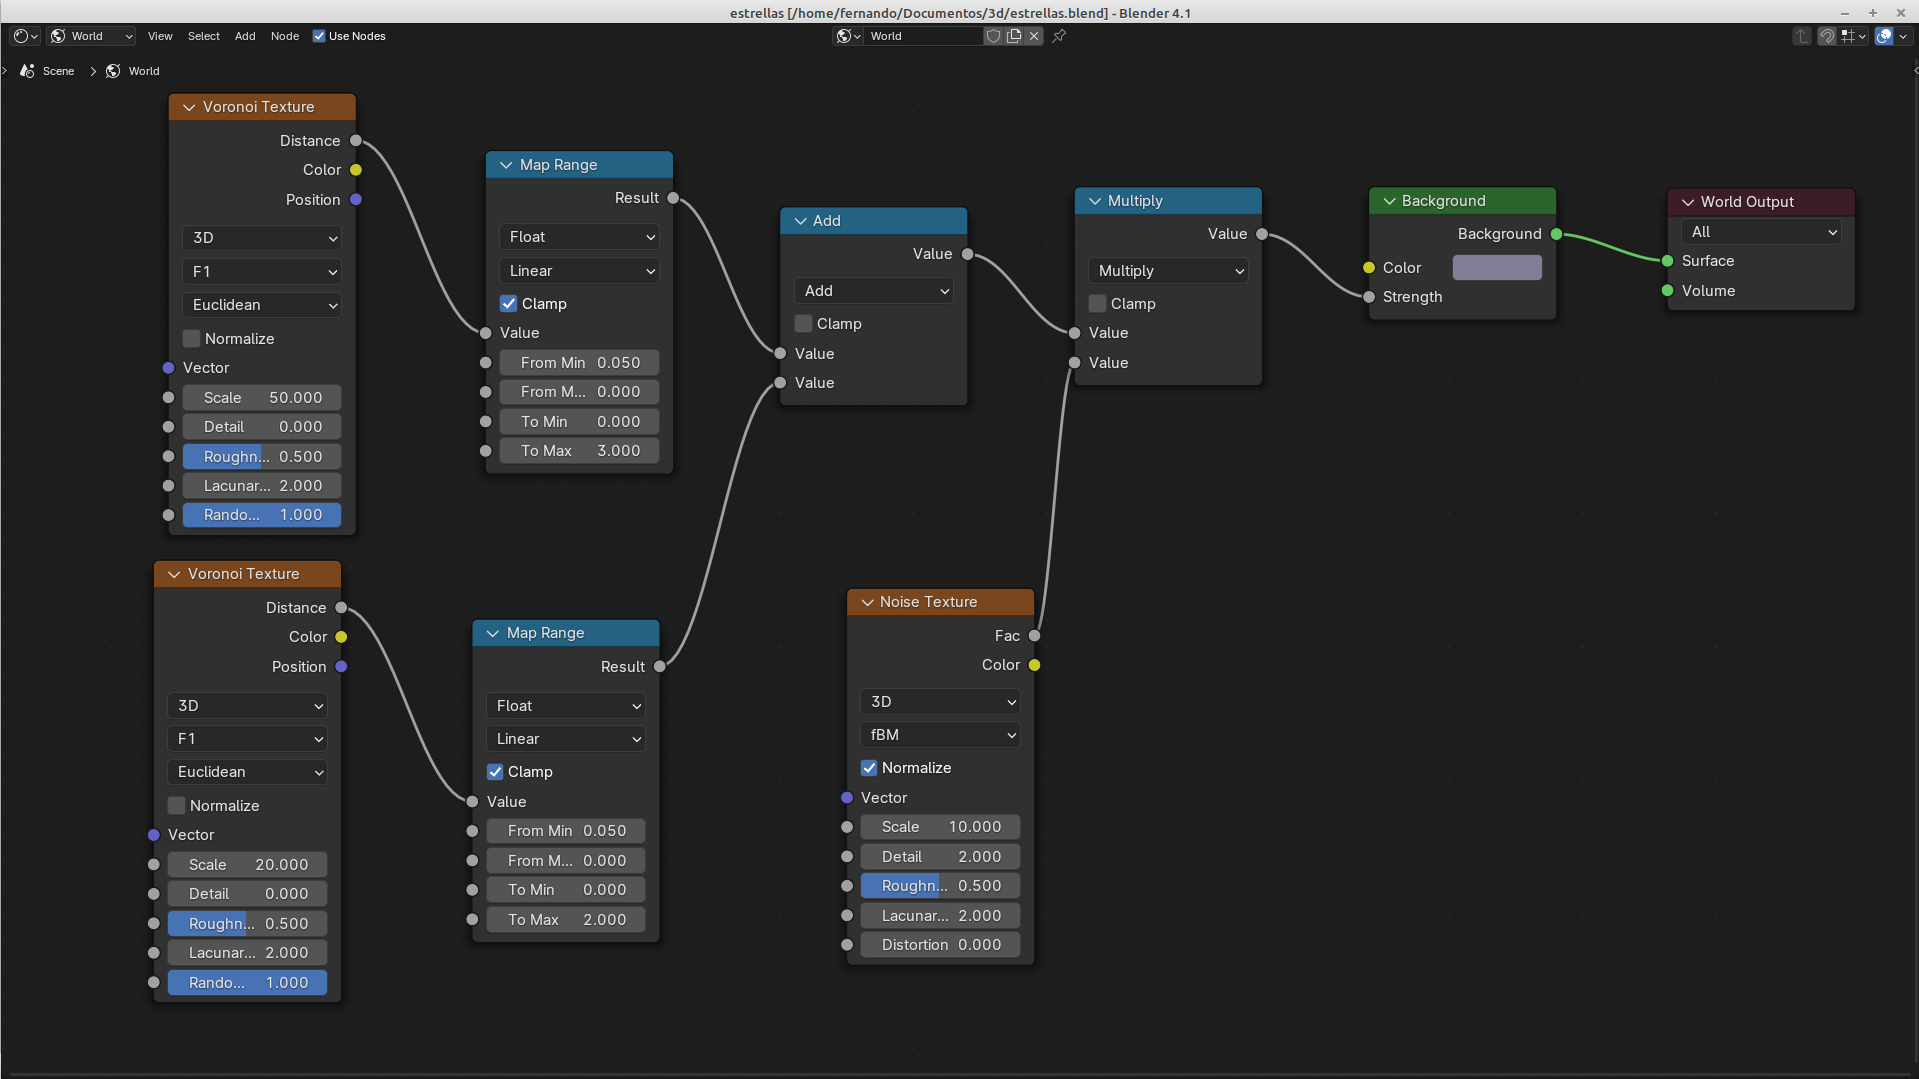 estrellas [/home/fernando/Documentos/3d/estrellas.blend] - Blender 4.1
World View Select Add Node Use Nodes World
Scene World
Voronoi Texture
Distance
Color
Position
3D
F1
Euclidean
Normalize
Vector
Scale 50.000
Detail 0.000
Roughn... 0.500
Lacunar... 2.000
Rando... 1.000
Map Range
Result
Float
Linear
Clamp
Value
From Min 0.050
From M... 0.000
To Min 0.000
To Max 3.000
Add
Value
Add
Clamp
Value
Value
Multiply
Value
Multiply
Clamp
Value
Value
Background
Background
Color
Strength
World Output
All
Surface
Volume
Voronoi Texture
Distance
Color
Position
3D
F1
Euclidean
Normalize
Vector
Scale 20.000
Detail 0.000
Roughn... 0.500
Lacunar... 2.000
Rando... 1.000
Map Range
Result
Float
Linear
Clamp
Value
From Min 0.050
From M... 0.000
To Min 0.000
To Max 2.000
Noise Texture
Fac
Color
3D
fBM
Normalize
Vector
Scale 10.000
Detail 2.000
Roughn... 0.500
Lacunar... 2.000
Distortion 0.000